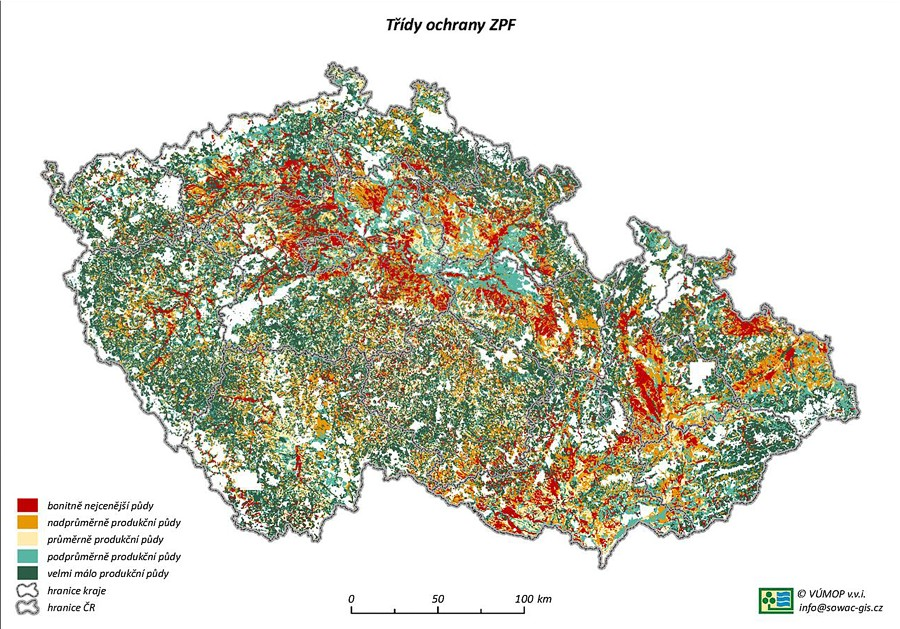 Třídy ochrany ZPF
bonitně nejcenější půdy
nadprůměrně produkční půdy
průměrně produkční půdy
podprůměrně produkční půdy
velmi málo produkční půdy
hranice kraje
hranice ČR
0 50 100 km
© VÚMOP v.v.i.
info@sowac-gis.cz